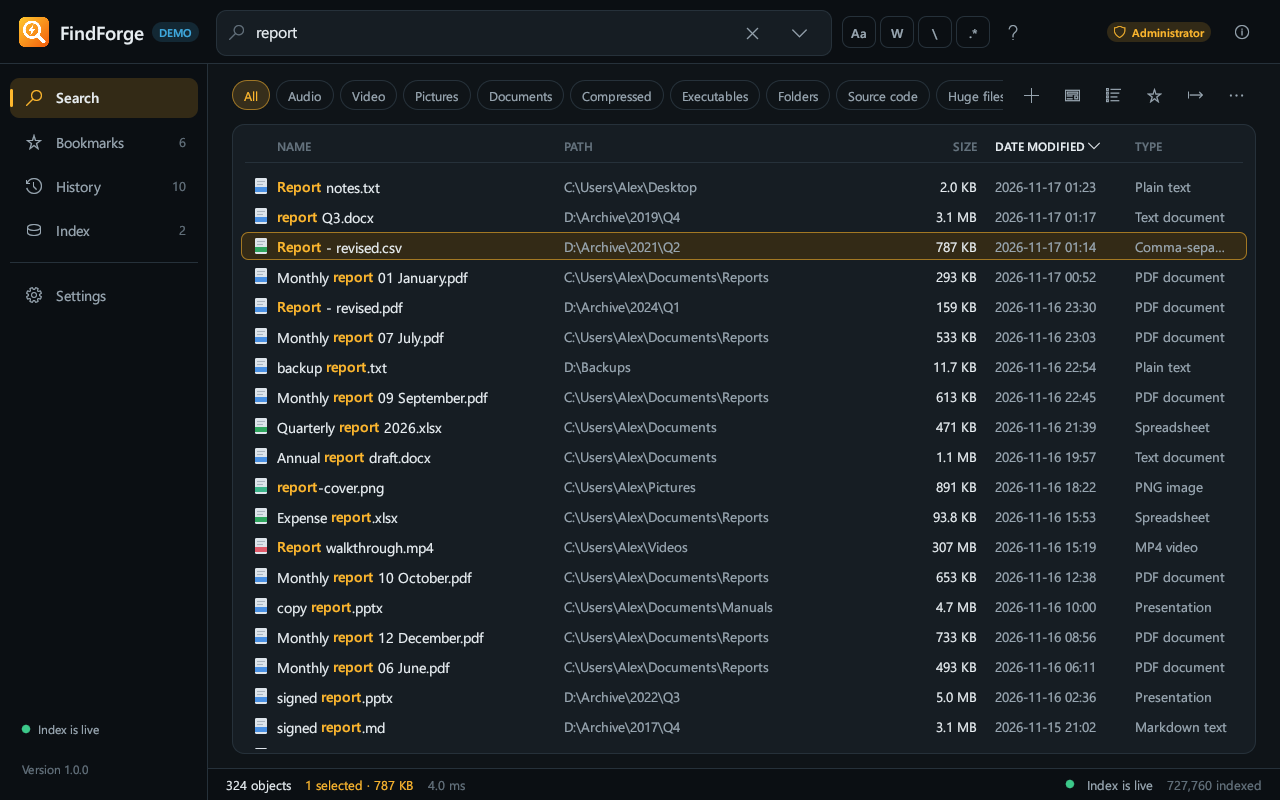 FindForge DEMO report Aa W \ .* ? Administrator
Search
Bookmarks 6
History 10
Index 2
Settings
Index is live
Version 1.0.0
All Audio Video Pictures Documents Compressed Executables Folders Source code Huge files
NAME PATH SIZE DATE MODIFIED TYPE
Report notes.txt C:\Users\Alex\Desktop 2.0 KB 2026-11-17 01:23 Plain text
report Q3.docx D:\Archive\2019\Q4 3.1 MB 2026-11-17 01:17 Text document
Report - revised.csv D:\Archive\2021\Q2 787 KB 2026-11-17 01:14 Comma-sepa...
Monthly report 01 January.pdf C:\Users\Alex\Documents\Reports 293 KB 2026-11-17 00:52 PDF document
Report - revised.pdf D:\Archive\2024\Q1 159 KB 2026-11-16 23:30 PDF document
Monthly report 07 July.pdf C:\Users\Alex\Documents\Reports 533 KB 2026-11-16 23:03 PDF document
backup report.txt D:\Backups 11.7 KB 2026-11-16 22:54 Plain text
Monthly report 09 September.pdf C:\Users\Alex\Documents\Reports 613 KB 2026-11-16 22:45 PDF document
Quarterly report 2026.xlsx C:\Users\Alex\Documents 471 KB 2026-11-16 21:39 Spreadsheet
Annual report draft.docx C:\Users\Alex\Documents 1.1 MB 2026-11-16 19:57 Text document
report-cover.png C:\Users\Alex\Pictures 891 KB 2026-11-16 18:22 PNG image
Expense report.xlsx C:\Users\Alex\Documents\Reports 93.8 KB 2026-11-16 15:53 Spreadsheet
Report walkthrough.mp4 C:\Users\Alex\Videos 307 MB 2026-11-16 15:19 MP4 video
Monthly report 10 October.pdf C:\Users\Alex\Documents\Reports 653 KB 2026-11-16 12:38 PDF document
copy report.pptx C:\Users\Alex\Documents\Manuals 4.7 MB 2026-11-16 10:00 Presentation
Monthly report 12 December.pdf C:\Users\Alex\Documents\Reports 733 KB 2026-11-16 08:56 PDF document
Monthly report 06 June.pdf C:\Users\Alex\Documents\Reports 493 KB 2026-11-16 06:11 PDF document
signed report.pptx D:\Archive\2022\Q3 5.0 MB 2026-11-16 02:36 Presentation
signed report.md D:\Archive\2017\Q4 3.1 MB 2026-11-15 21:02 Markdown text
324 objects 1 selected · 787 KB 4.0 ms Index is live 727,760 indexed